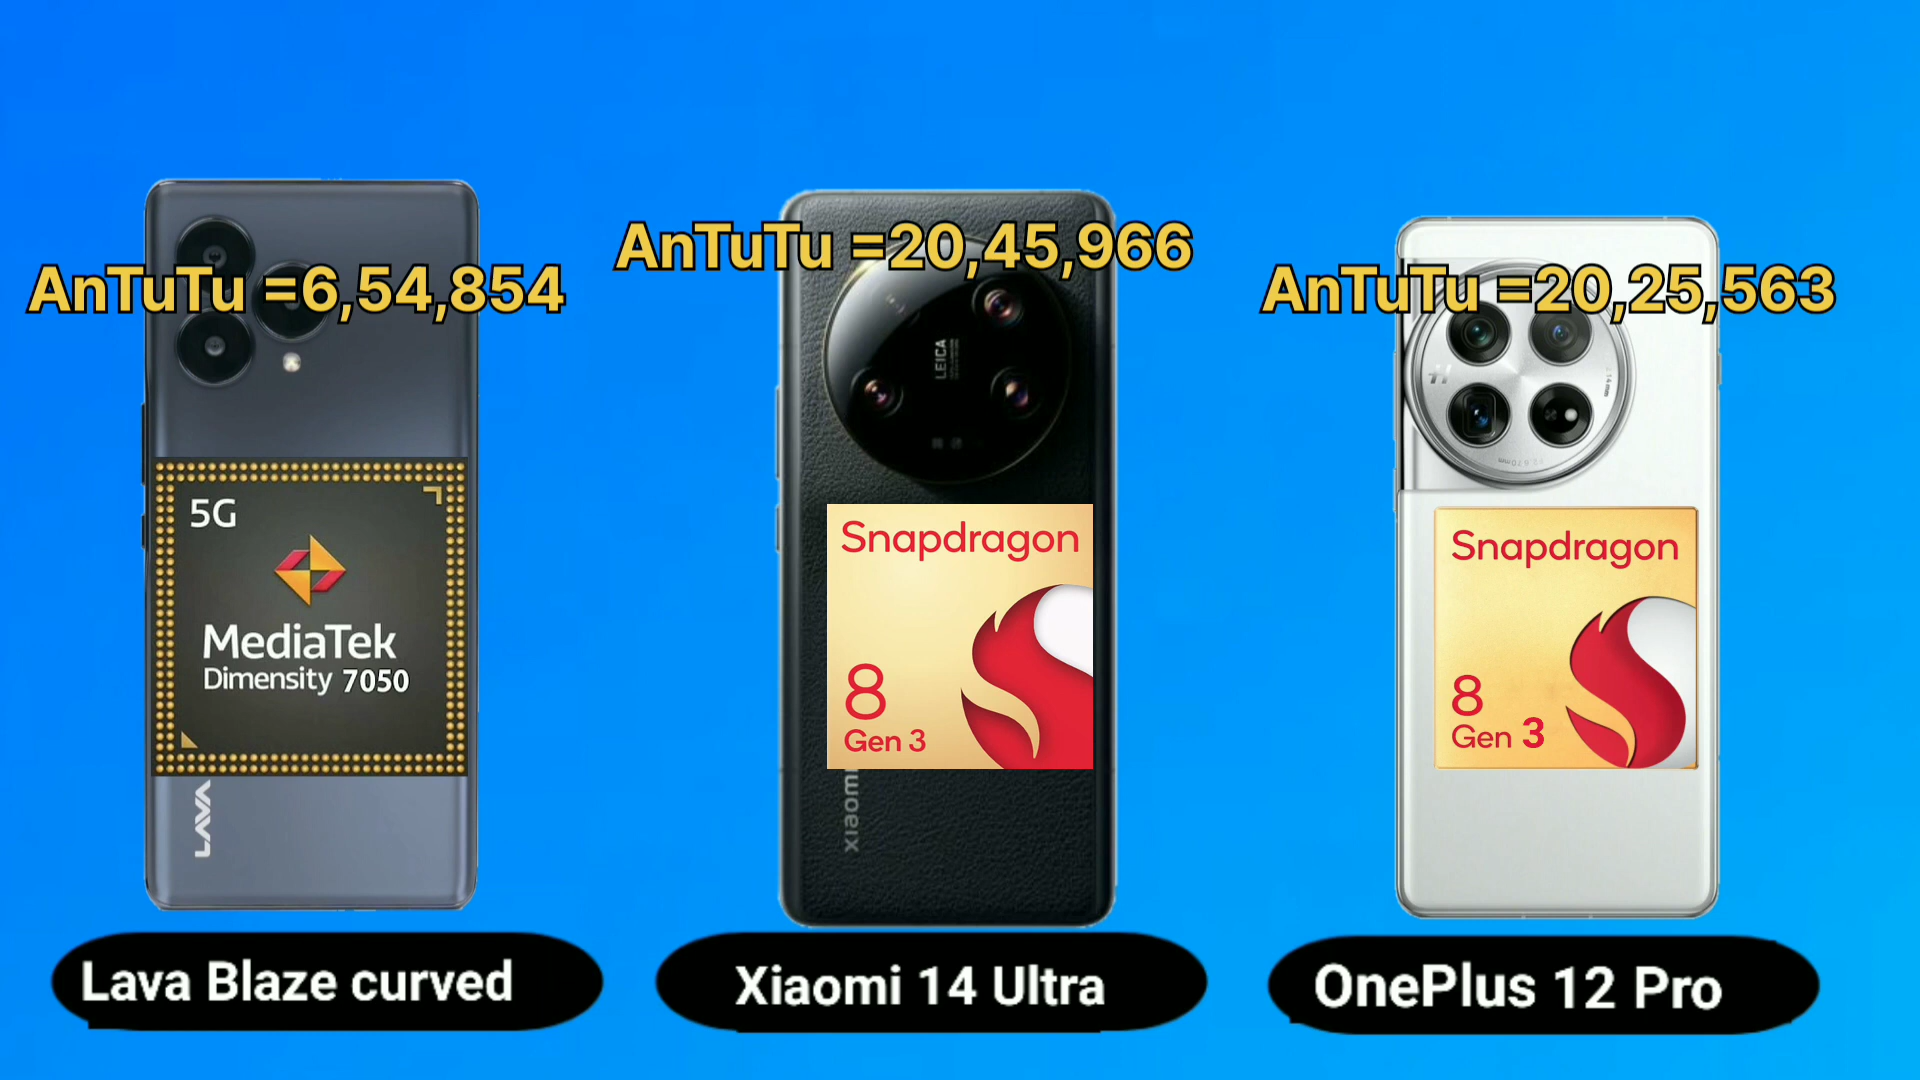 AnTuTu =6,54,854
5G
MediaTek
Dimensity 7050
LAVA
Lava Blaze curved
AnTuTu =20,45,966
LEICA
Snapdragon
8
Gen 3
xiaomi
Xiaomi 14 Ultra
AnTuTu =20,25,563
Snapdragon
8
Gen 3
OnePlus 12 Pro